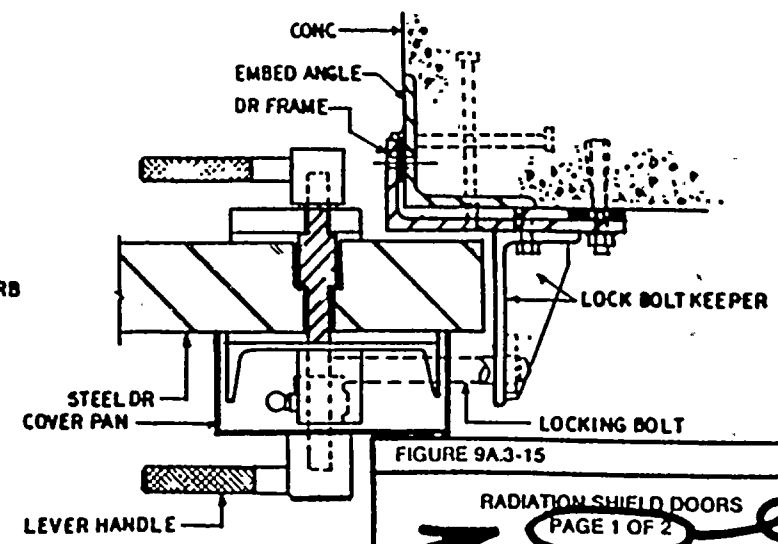 CONC
EMBED ANGLE
DR FRAME
RB
LOCK BOLT KEEPER
STEEL DR
COVER PAN
LOCKING BOLT
FIGURE 9A.3-15
RADIATION SHIELD DOORS
PAGE 1 OF 2
LEVER HANDLE